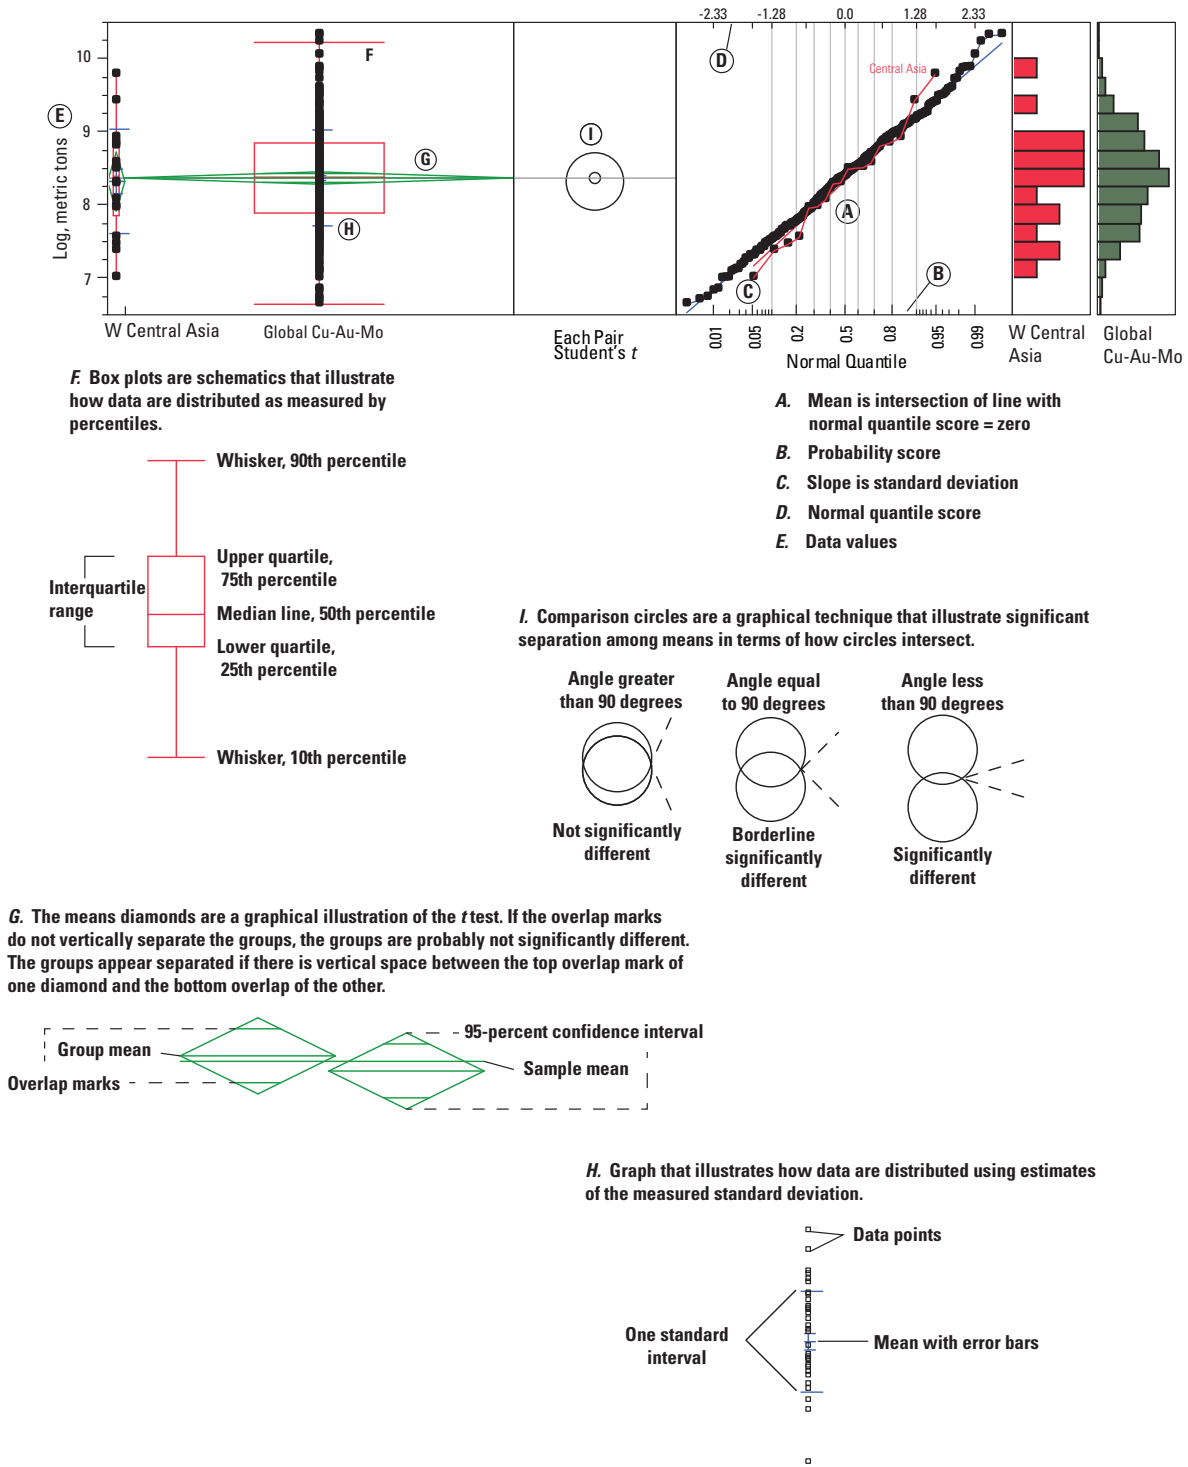 -2.33 -1.28 0.0 1.28 2.33
10
9
8
7
Log, metric tons
E
F
G
H
I
D
Central Asia
A
B
C
0.01 0.05 0.2 0.5 0.8 0.95 0.99
W Central Asia
Global Cu-Au-Mo
Each Pair
Student's t
Normal Quantile
W Central
Asia
Global
Cu-Au-Mo
F. Box plots are schematics that illustrate
how data are distributed as measured by
percentiles.
Whisker, 90th percentile
Upper quartile,
75th percentile
Interquartile
range
Median line, 50th percentile
Lower quartile,
25th percentile
Whisker, 10th percentile
A. Mean is intersection of line with
normal quantile score = zero
B. Probability score
C. Slope is standard deviation
D. Normal quantile score
E. Data values
I. Comparison circles are a graphical technique that illustrate significant
separation among means in terms of how circles intersect.
Angle greater
than 90 degrees
Angle equal
to 90 degrees
Angle less
than 90 degrees
Not significantly
different
Borderline
significantly
different
Significantly
different
G. The means diamonds are a graphical illustration of the t test. If the overlap marks
do not vertically separate the groups, the groups are probably not significantly different.
The groups appear separated if there is vertical space between the top overlap mark of
one diamond and the bottom overlap of the other.
95-percent confidence interval
Group mean
Sample mean
Overlap marks
H. Graph that illustrates how data are distributed using estimates
of the measured standard deviation.
Data points
One standard
interval
Mean with error bars